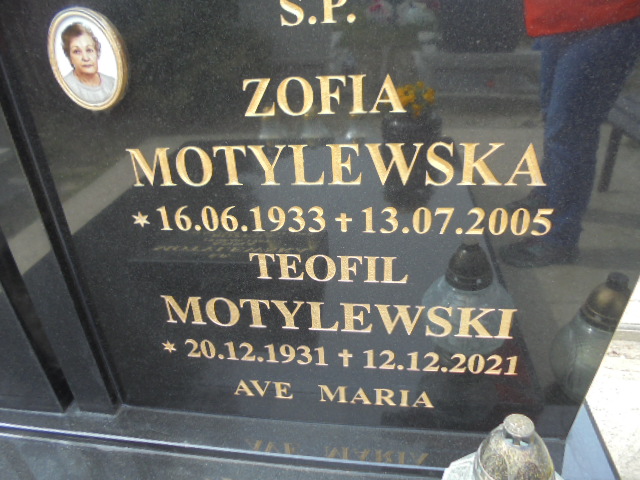 S.P.
ZOFIA
MOTYLEWSKA
* 16.06.1933 ✝ 13.07.2005
TEOFIL
MOTYLEWSKI
* 20.12.1931 ✝ 12.12.2021
AVE MARIA